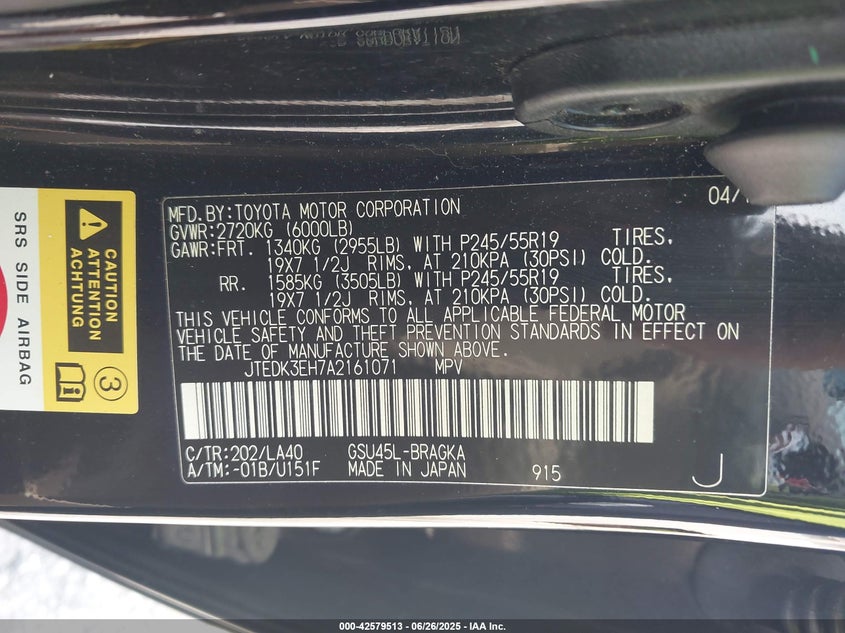 04/1
MFD.BY:TOYOTA MOTOR CORPORATION
GVWR:2720KG (6000LB)
GAWR:FRT. 1340KG (2955LB) WITH P245/55R19 TIRES,
19X7 1/2J RIMS, AT 210KPA (30PSI) COLD.
RR. 1585KG (3505LB) WITH P245/55R19 TIRES,
19X7 1/2J RIMS, AT 210KPA (30PSI) COLD.
THIS VEHICLE CONFORMS TO ALL APPLICABLE FEDERAL MOTOR
VEHICLE SAFETY AND THEFT PREVENTION STANDARDS IN EFFECT ON
THE DATE OF MANUFACTURE SHOWN ABOVE.
JTEDK3EH7A2161071 MPV
C/TR:202/LA40 GSU45L-BRAGKA
A/TM:-01B/U151F MADE IN JAPAN 915 J
SRS SIDE AIRBAG
CAUTION
ATTENTION
ACHTUNG
3
000-42579513 - 06/26/2025 - IAA Inc.